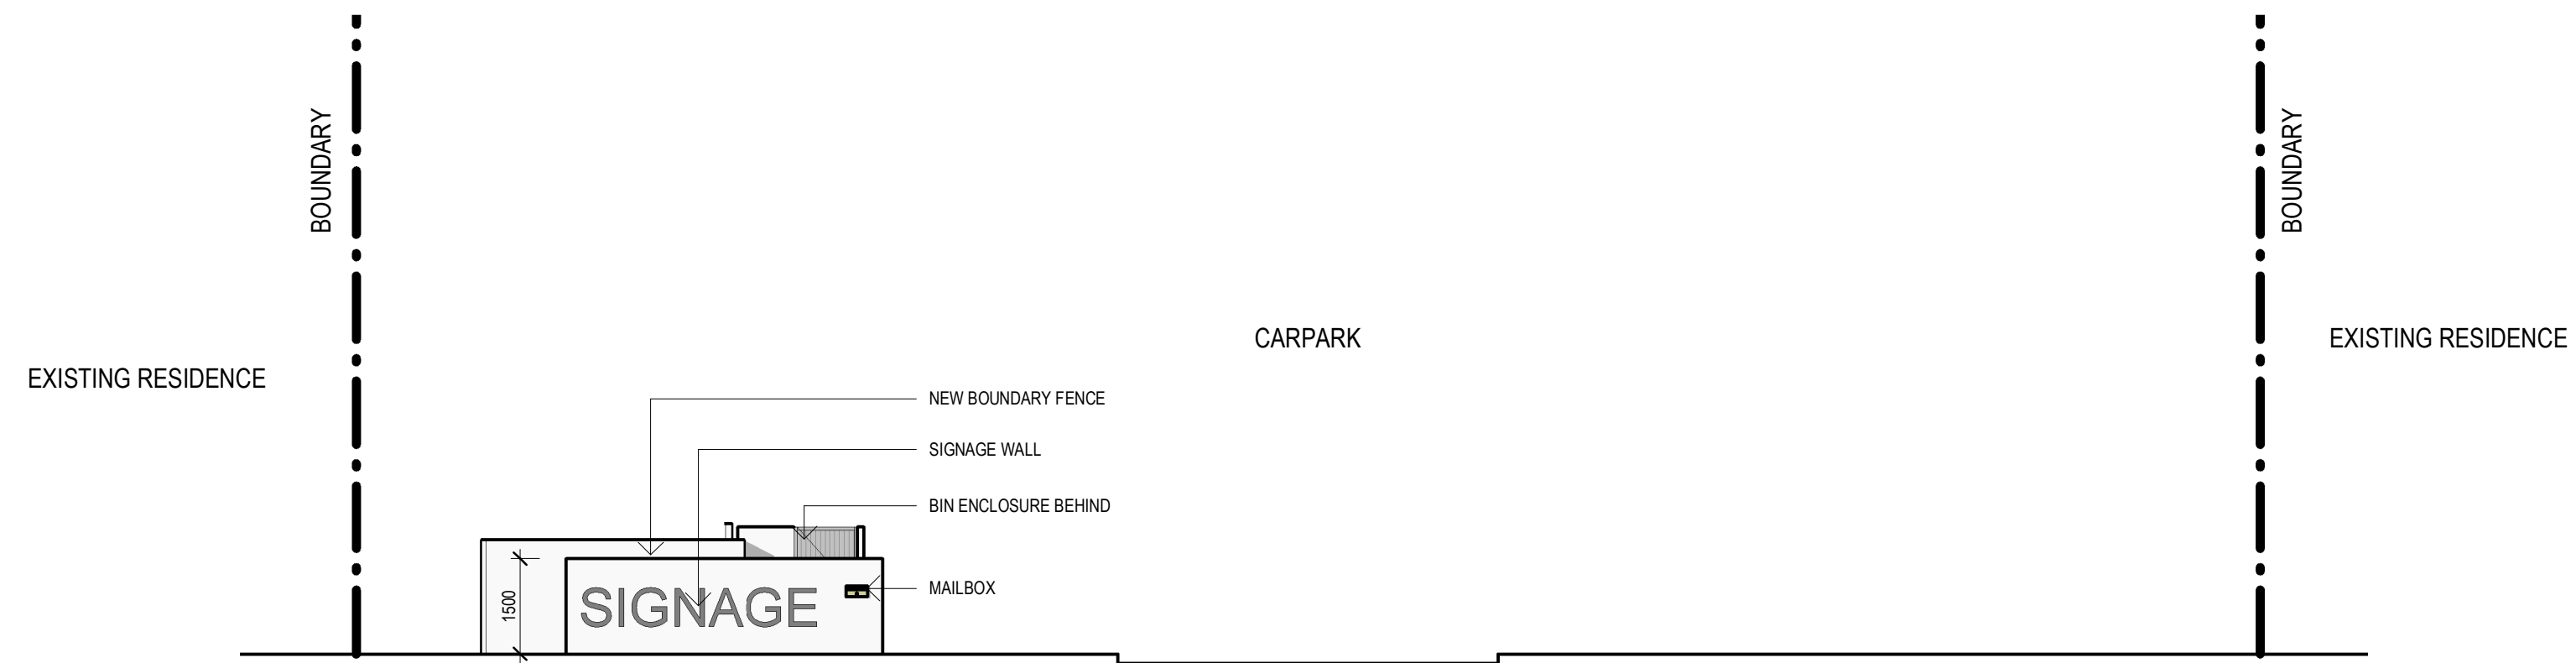 BOUNDARY
BOUNDARY
CARPARK
EXISTING RESIDENCE
EXISTING RESIDENCE
NEW BOUNDARY FENCE
SIGNAGE WALL
BIN ENCLOSURE BEHIND
MAILBOX
1500
SIGNAGE